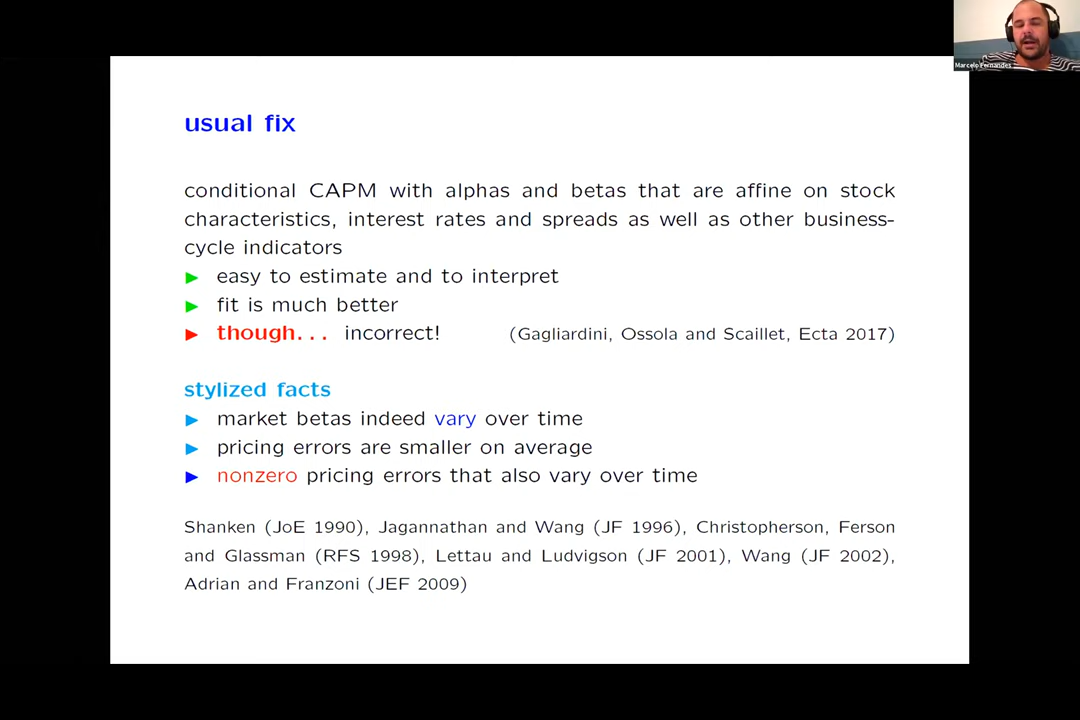 Marcelo Fernandes
usual fix
conditional CAPM with alphas and betas that are affine on stock
characteristics, interest rates and spreads as well as other business-
cycle indicators
► easy to estimate and to interpret
► fit is much better
► though... incorrect! (Gagliardini, Ossola and Scaillet, Ecta 2017)
stylized facts
► market betas indeed vary over time
► pricing errors are smaller on average
► nonzero pricing errors that also vary over time
Shanken (JoE 1990), Jagannathan and Wang (JF 1996), Christopherson, Ferson
and Glassman (RFS 1998), Lettau and Ludvigson (JF 2001), Wang (JF 2002),
Adrian and Franzoni (JEF 2009)